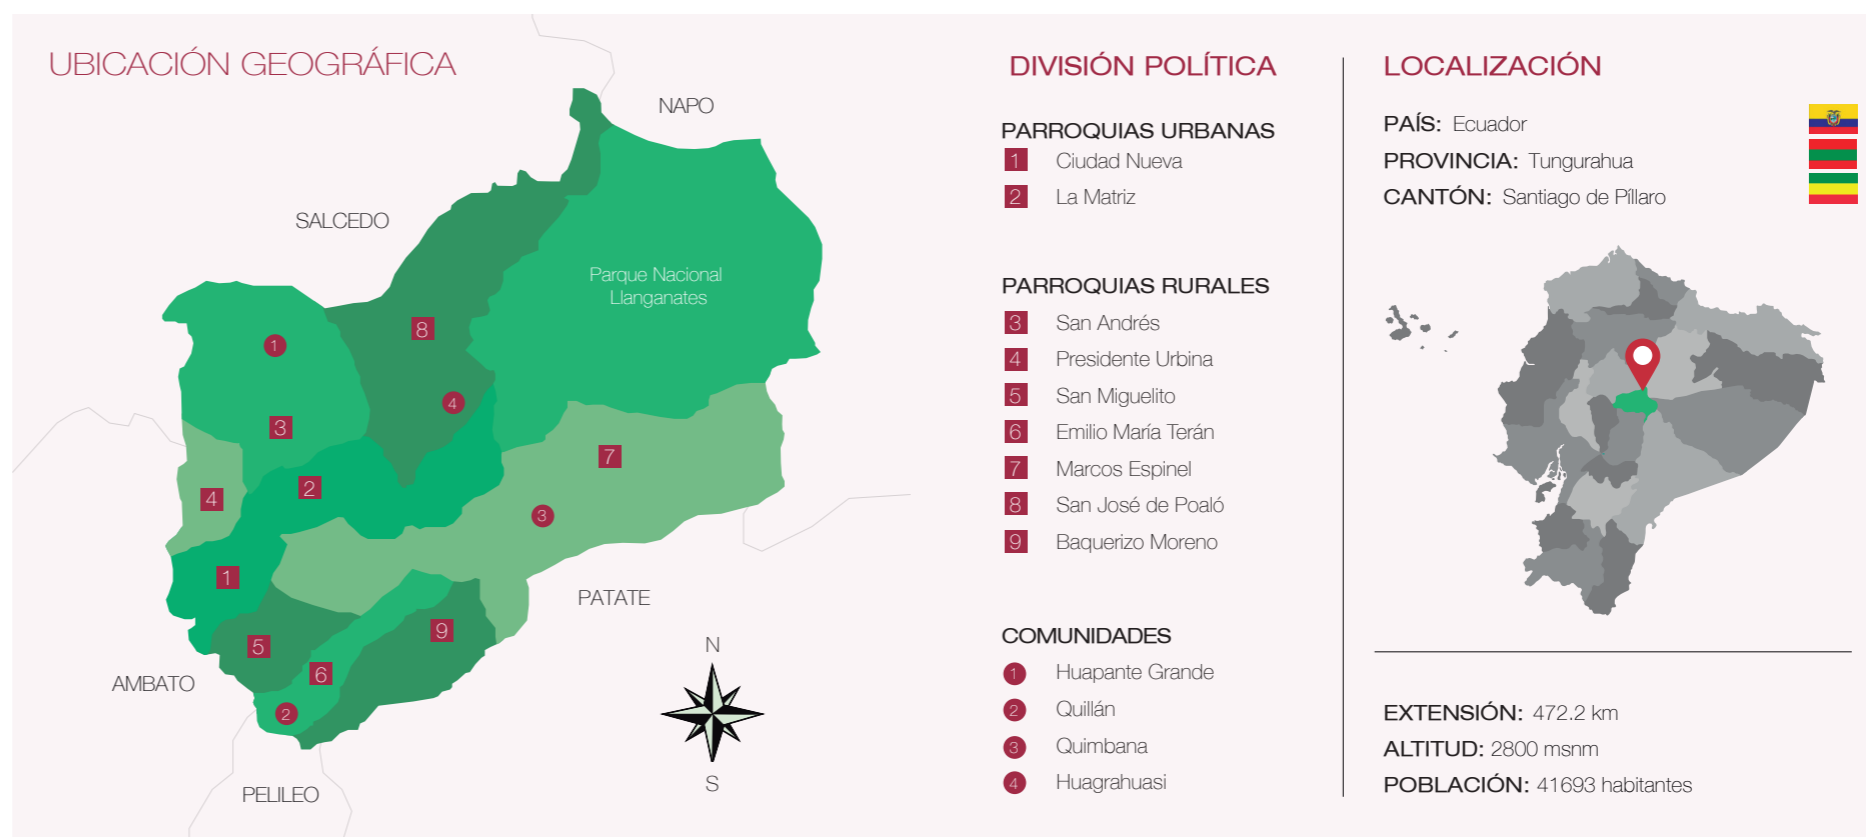 UBICACIÓN GEOGRÁFICA
NAPO
SALCEDO
Parque Nacional
Llanganates
8
1
4
3
7
2
4
3
1
PATATE
9
5
6
AMBATO
2
PELILEO
N
S
DIVISIÓN POLÍTICA
PARROQUIAS URBANAS
1 Ciudad Nueva
2 La Matriz
PARROQUIAS RURALES
3 San Andrés
4 Presidente Urbina
5 San Miguelito
6 Emilio María Terán
7 Marcos Espinel
8 San José de Poaló
9 Baquerizo Moreno
COMUNIDADES
1 Huapante Grande
2 Quillán
3 Quimbana
4 Huagrahuasi
LOCALIZACIÓN
PAÍS: Ecuador
PROVINCIA: Tungurahua
CANTÓN: Santiago de Píllaro
EXTENSIÓN: 472.2 km
ALTITUD: 2800 msnm
POBLACIÓN: 41693 habitantes